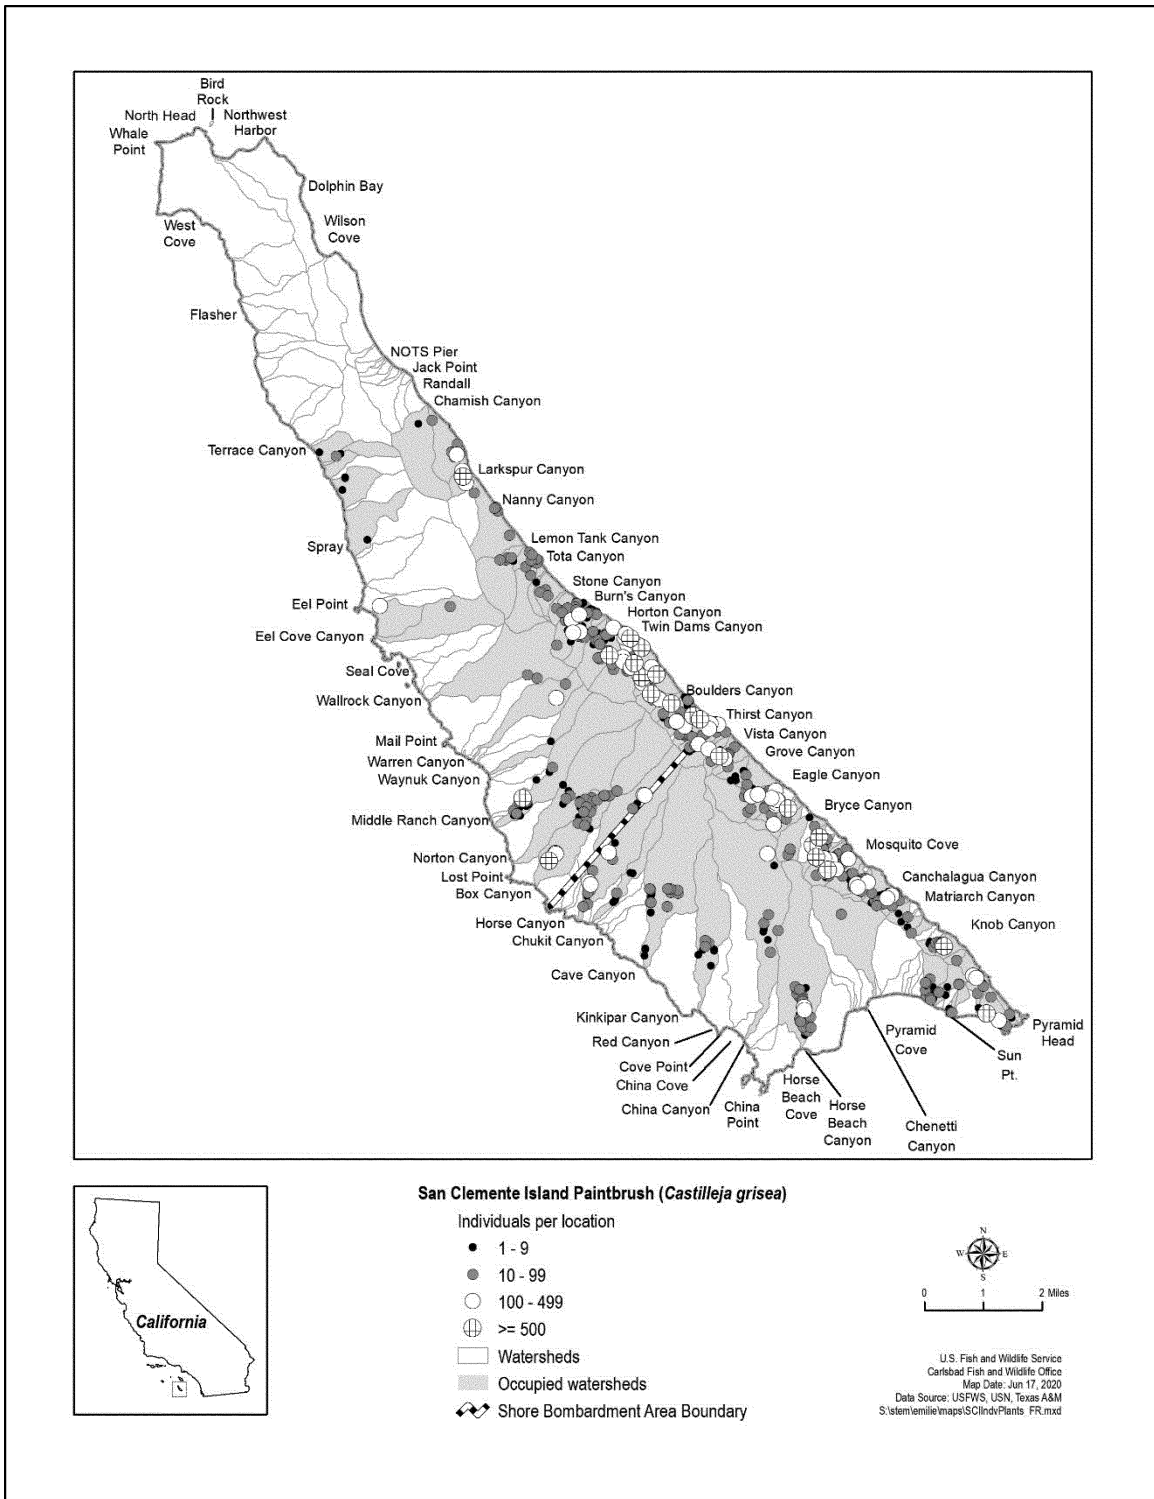 Bird
Rock
North Head
Northwest
Harbor
Whale
Point
Dolphin Bay
West
Cove
Wilson
Cove
Flasher
NOTS Pier
Jack Point
Randall
Chamish Canyon
Terrace Canyon
Larkspur Canyon
Nanny Canyon
Lemon Tank Canyon
Spray
Tota Canyon
Stone Canyon
Burn's Canyon
Eel Point
Horton Canyon
Twin Dams Canyon
Eel Cove Canyon
Seal Cove
Wallrock Canyon
Boulders Canyon
Thirst Canyon
Vista Canyon
Mail Point
Grove Canyon
Warren Canyon
Waynuk Canyon
Eagle Canyon
Bryce Canyon
Middle Ranch Canyon
Mosquito Cove
Norton Canyon
Lost Point
Canchalagua Canyon
Box Canyon
Matriarch Canyon
Horse Canyon
Knob Canyon
Chukit Canyon
Cave Canyon
Kinkipar Canyon
Red Canyon
Pyramid
Cove
Pyramid
Head
Sun
Pt.
Cove Point
China Cove
China Canyon
China
Point
Horse
Beach
Cove
Horse
Beach
Canyon
Chenetti
Canyon
San Clemente Island Paintbrush (Castilleja grisea)
Individuals per location
1 - 9
10 - 99
100 - 499
>= 500
Watersheds
Occupied watersheds
Shore Bombardment Area Boundary
California
N
W
E
S
0 1 2 Miles
U.S. Fish and Wildlife Service
Carlsbad Fish and Wildlife Office
Map Date: Jun 17, 2020
Data Source: USFWS, USN, Texas A&M
S:\stem\emilie\maps\SCIIndvPlants_FR.mxd